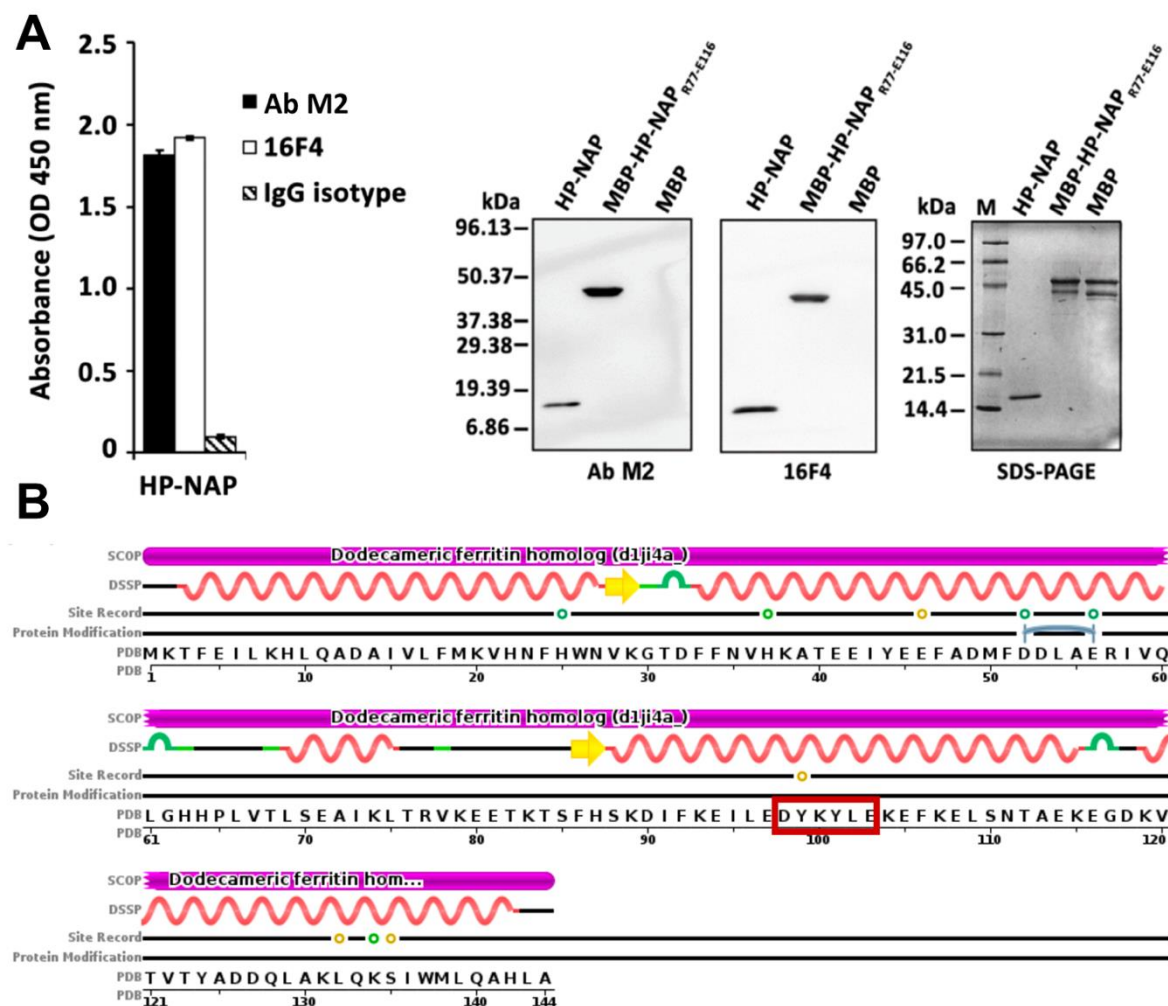 A
2.5
2.0
1.5
1.0
0.5
0
Absorbance (OD 450 nm)
HP-NAP
Ab M2
16F4
IgG isotype
kDa
HP-NAP
MBP-HP-NAP R77-E116
MBP
96.13
50.37
37.38
29.38
19.39
6.86
Ab M2
HP-NAP
MBP-HP-NAP R77-E116
MBP
16F4
kDa
M
HP-NAP
MBP-HP-NAP R77-E116
MBP
97.0
66.2
45.0
31.0
21.5
14.4
SDS-PAGE
B
SCOP Dodecameric ferritin homolog (d1ji4a_)
DSSP
Site Record
Protein Modification
PDB M K T F E I L K H L Q A D A I V L F M K V H N F H W N V K G T D F F N V H K A T E E I Y E E F A D M F D D L A E R I V Q
PDB 1 10 20 30 40 50 60
SCOP Dodecameric ferritin homolog (d1ji4a_)
DSSP
Site Record
Protein Modification
PDB L G H H P L V T L S E A I K L T R V K E E T K T S F H S K D I F K E I L E D Y K Y L E K E F K E L S N T A E K E G D K V
PDB 61 70 80 90 100 110 120
SCOP Dodecameric ferritin hom...
DSSP
Site Record
Protein Modification
PDB T V T Y A D D Q L A K L Q K S I W M L Q A H L A
PDB 121 130 140 144